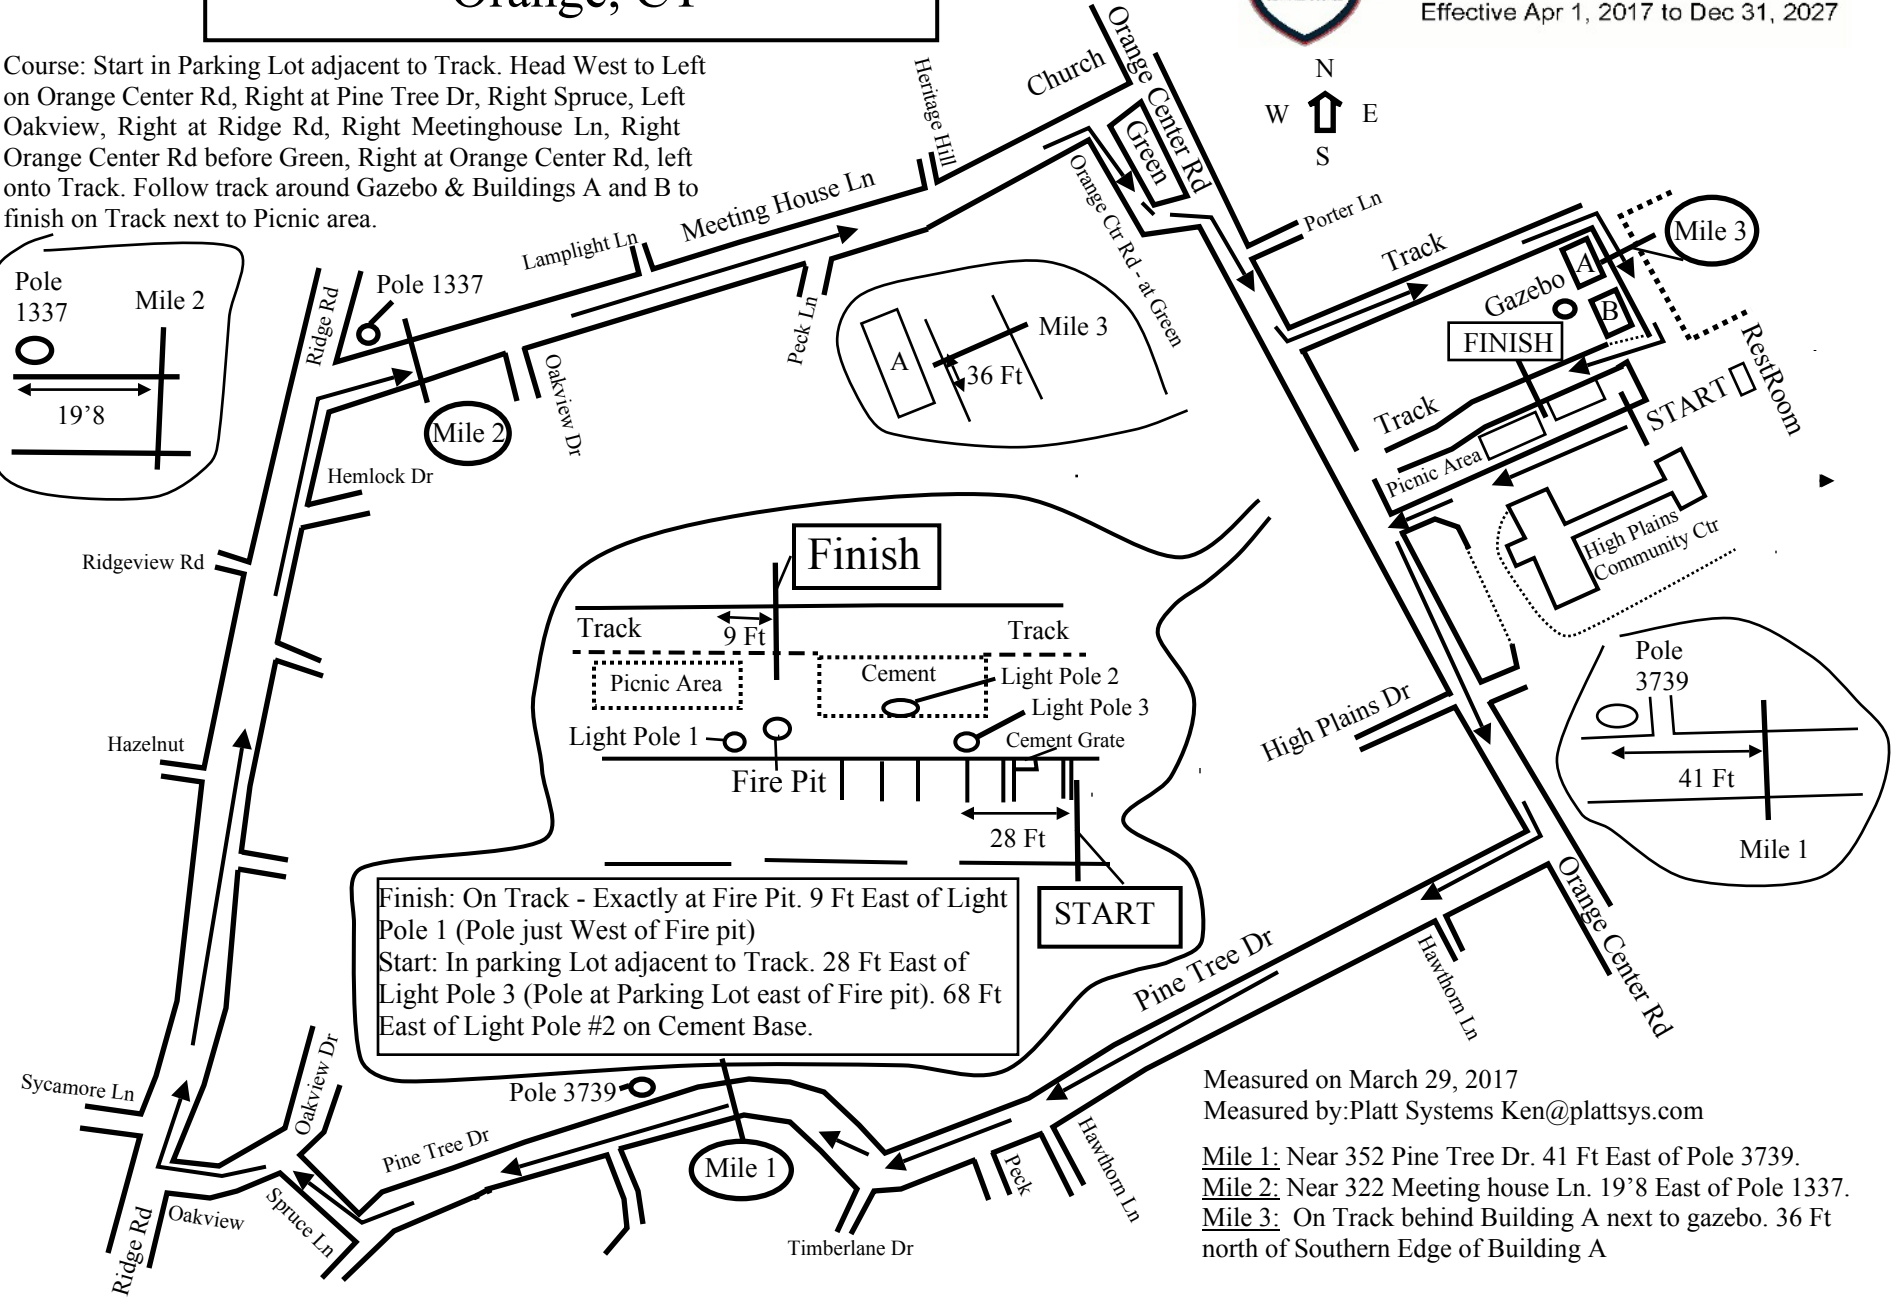 Orange, CT
Effective Apr 1, 2017 to Dec 31, 2027
Course: Start in Parking Lot adjacent to Track. Head West to Left
on Orange Center Rd, Right at Pine Tree Dr, Right Spruce, Left
Oakview, Right at Ridge Rd, Right Meetinghouse Ln, Right
Orange Center Rd before Green, Right at Orange Center Rd, left
onto Track. Follow track around Gazebo & Buildings A and B to
finish on Track next to Picnic area.
N
W E
S
Church
Orange Center Rd
Green
Heritage Hill
Meeting House Ln
Lamplight Ln
Orange Ctr Rd - at Green
Porter Ln
Track
Mile 3
A
Gazebo
B
FINISH
RestRoom
START
Track
Picnic Area
High Plains
Community Ctr
Pole
1337
Mile 2
19'8
Ridge Rd
Pole 1337
Peck Ln
Oakview Dr
Mile 2
Hemlock Dr
A
Mile 3
36 Ft
Ridgeview Rd
Hazelnut
Finish
Track
9 Ft
Track
Picnic Area
Cement
Light Pole 2
Light Pole 3
Light Pole 1
Cement Grate
Fire Pit
28 Ft
START
Finish: On Track - Exactly at Fire Pit. 9 Ft East of Light
Pole 1 (Pole just West of Fire pit)
Start: In parking Lot adjacent to Track. 28 Ft East of
Light Pole 3 (Pole at Parking Lot east of Fire pit). 68 Ft
East of Light Pole #2 on Cement Base.
High Plains Dr
Pole
3739
41 Ft
Mile 1
Orange Center Rd
Hawthorn Ln
Pine Tree Dr
Sycamore Ln
Oakview Dr
Pole 3739
Pine Tree Dr
Mile 1
Peck
Hawthorn Ln
Timberlane Dr
Spruce Ln
Oakview
Ridge Rd
Measured on March 29, 2017
Measured by:Platt Systems Ken@plattsys.com
Mile 1: Near 352 Pine Tree Dr. 41 Ft East of Pole 3739.
Mile 2: Near 322 Meeting house Ln. 19'8 East of Pole 1337.
Mile 3: On Track behind Building A next to gazebo. 36 Ft
north of Southern Edge of Building A